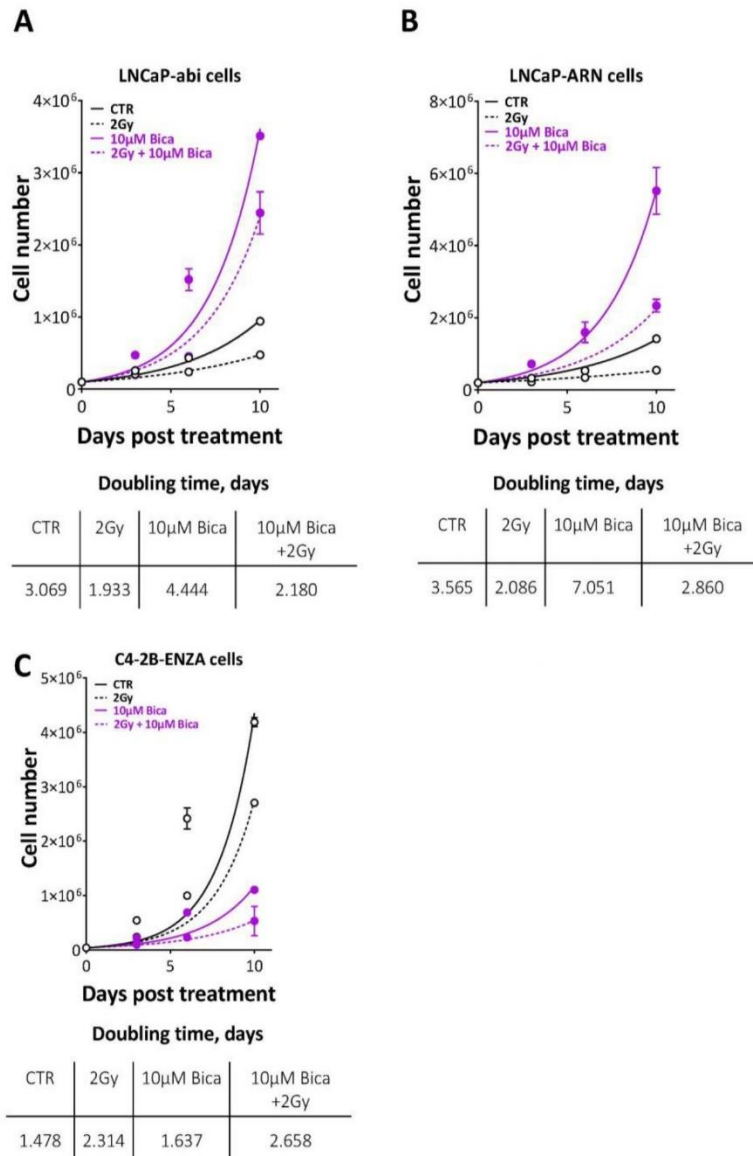 A
LNCaP-abi cells
CTR
2Gy
10µM Bica
2Gy + 10µM Bica
4×10⁶
3×10⁶
2×10⁶
1×10⁶
0
Cell number
0 5 10
Days post treatment
Doubling time, days
CTR 2Gy 10µM Bica 10µM Bica
+2Gy
3.069 1.933 4.444 2.180
B
LNCaP-ARN cells
CTR
2Gy
10µM Bica
2Gy + 10µM Bica
8×10⁶
6×10⁶
4×10⁶
2×10⁶
0
Cell number
0 5 10
Days post treatment
Doubling time, days
CTR 2Gy 10µM Bica 10µM Bica
+2Gy
3.565 2.086 7.051 2.860
C
C4-2B-ENZA cells
CTR
2Gy
10µM Bica
2Gy + 10µM Bica
5×10⁶
4×10⁶
3×10⁶
2×10⁶
1×10⁶
0
Cell number
0 5 10
Days post treatment
Doubling time, days
CTR 2Gy 10µM Bica 10µM Bica
+2Gy
1.478 2.314 1.637 2.658